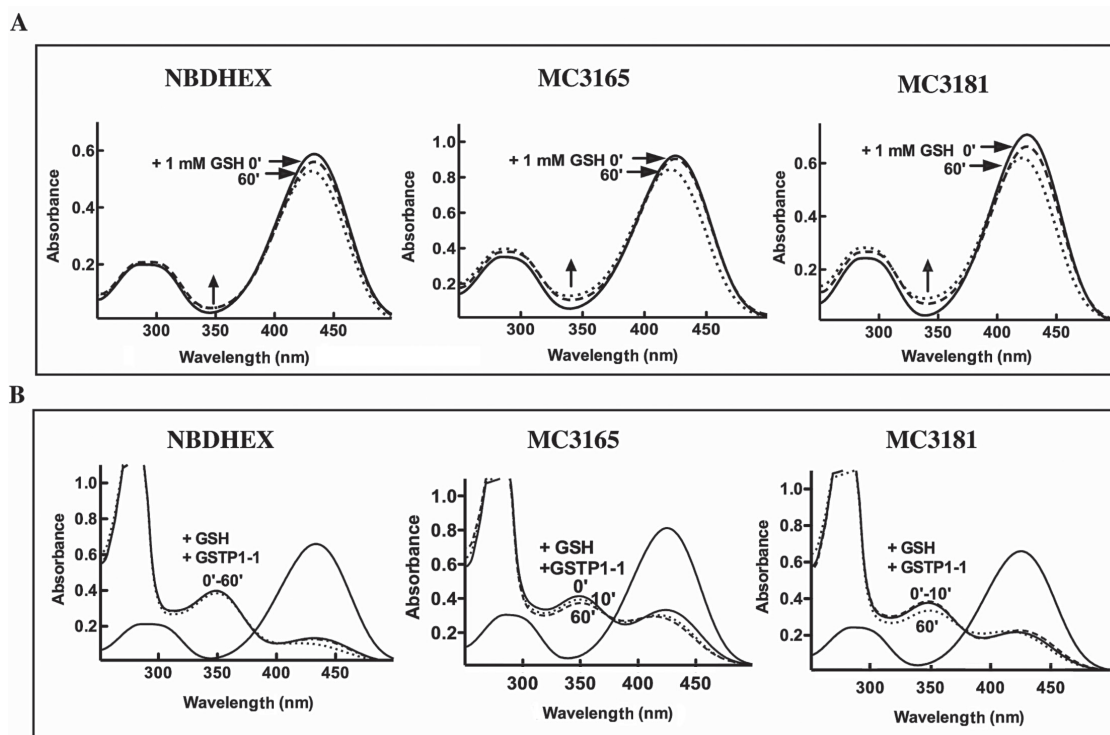 A
NBDHEX
MC3165
MC3181
+ 1 mM GSH 0'
60'
+ 1 mM GSH 0'
60'
+ 1 mM GSH 0'
60'
Absorbance
0.6
0.4
0.2
300 350 400 450
Wavelength (nm)
Absorbance
1.0
0.8
0.6
0.4
0.2
300 350 400 450
Wavelength (nm)
Absorbance
0.6
0.4
0.2
300 350 400 450
Wavelength (nm)
B
NBDHEX
MC3165
MC3181
Absorbance
1.0
0.8
0.6
0.4
0.2
+ GSH
+ GSTP1-1
0'-60'
300 350 400 450
Wavelength (nm)
Absorbance
1.0
0.8
0.6
0.4
0.2
+ GSH
+GSTP1-1
0'
10'
60'
300 350 400 450
Wavelength (nm)
Absorbance
1.0
0.8
0.6
0.4
0.2
+ GSH
+ GSTP1-1
0'-10'
60'
300 350 400 450
Wavelength (nm)